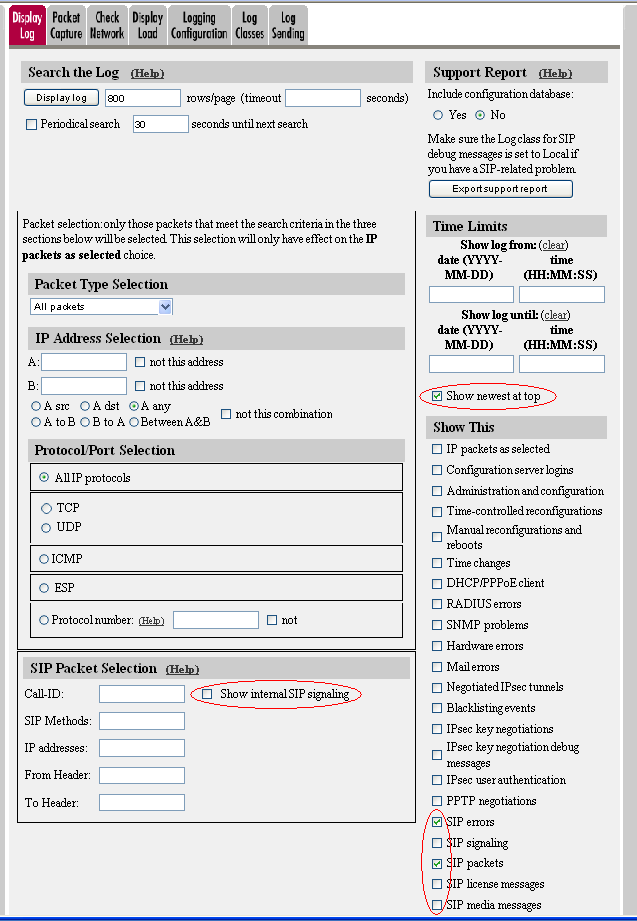 Display Log
Packet Capture
Check Network
Display Load
Logging Configuration
Log Classes
Log Sending
Search the Log (Help)
Display log 800 rows/page (timeout seconds)
Periodical search 30 seconds until next search
Packet selection: only those packets that meet the search criteria in the three
sections below will be selected. This selection will only have effect on the IP
packets as selected choice.
Packet Type Selection
All packets
IP Address Selection (Help)
A: not this address
B: not this address
A src A dst A any
A to B B to A Between A&B
not this combination
Protocol/Port Selection
All IP protocols
TCP
UDP
ICMP
ESP
Protocol number: (Help) not
SIP Packet Selection (Help)
Call-ID: Show internal SIP signaling
SIP Methods:
IP addresses:
From Header:
To Header:
Support Report (Help)
Include configuration database:
Yes No
Make sure the Log class for SIP
debug messages is set to Local if
you have a SIP-related problem.
Export support report
Time Limits
Show log from: (clear)
date (YYYY-MM-DD) time (HH:MM:SS)
Show log until: (clear)
date (YYYY-MM-DD) time (HH:MM:SS)
Show newest at top
Show This
IP packets as selected
Configuration server logins
Administration and configuration
Time-controlled reconfigurations
Manual reconfigurations and
reboots
Time changes
DHCP/PPPoE client
RADIUS errors
SNMP problems
Hardware errors
Mail errors
Negotiated IPsec tunnels
Blacklisting events
IPsec key negotiations
IPsec key negotiation debug
messages
IPsec user authentication
PPTP negotiations
SIP errors
SIP signaling
SIP packets
SIP license messages
SIP media messages